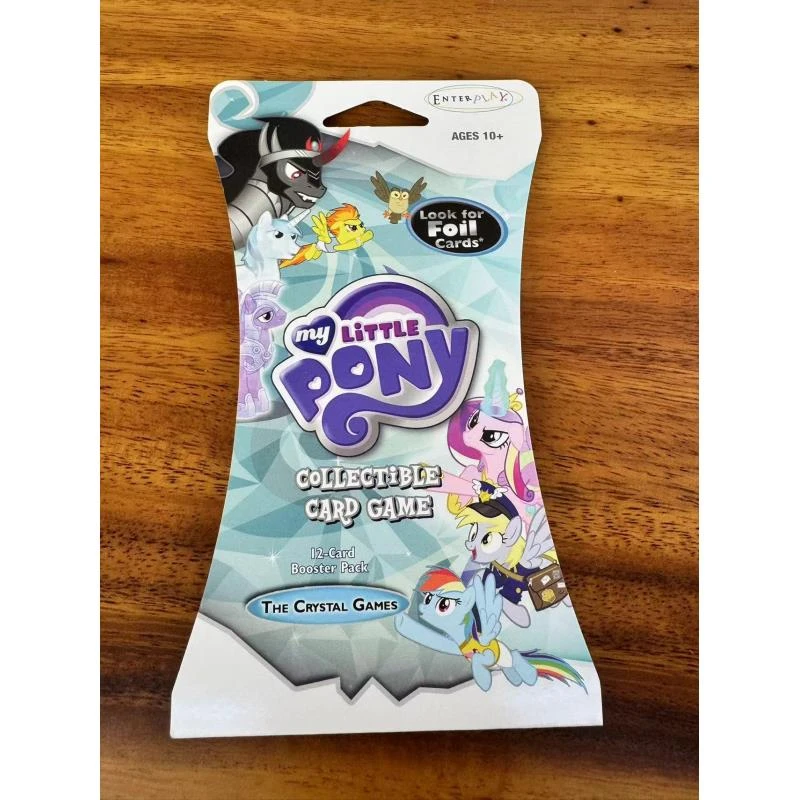 ENTERPLAY
AGES 10+
Look for
Foil
Cards*
my LiTTLE
PONY
COLLECTiBLE
CARD GAME
12-Card
Booster Pack
THE CRYSTAL GAMES